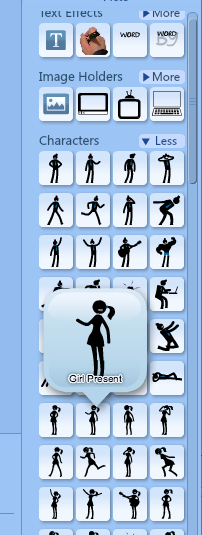 Text Effects
More
WORD
WORD
Image Holders
More
Characters
Less
Girl Present